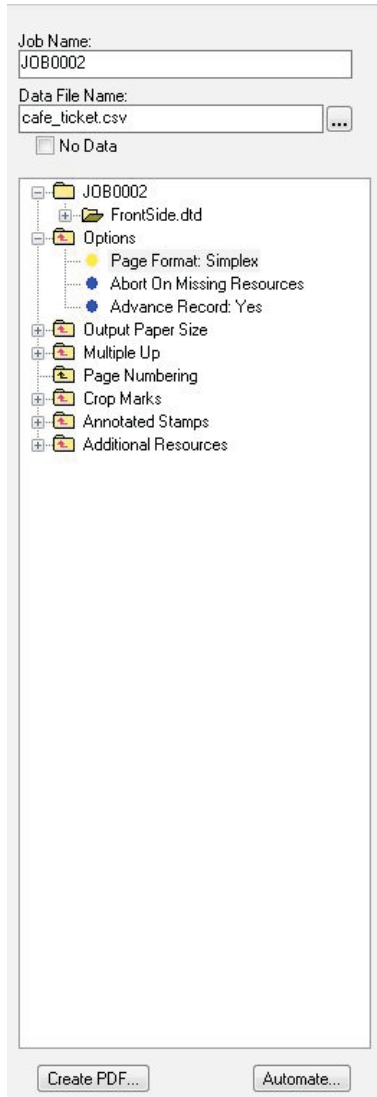 Job Name:
JOB0002
Data File Name:
cafe_ticket.csv
...
No Data
JOB0002
FrontSide.dtd
Options
Page Format: Simplex
Abort On Missing Resources
Advance Record: Yes
Output Paper Size
Multiple Up
Page Numbering
Crop Marks
Annotated Stamps
Additional Resources
Create PDF... Automate...